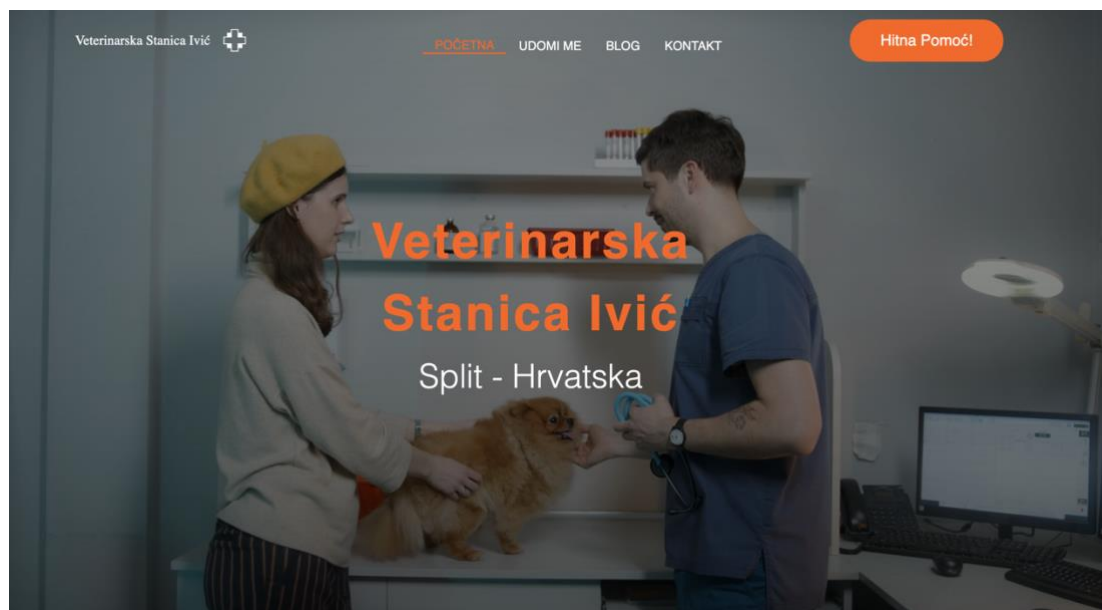 Veterinarska Stanica Ivić
POČETNA UDOMI ME BLOG KONTAKT
Hitna Pomoć!
Veterinarska
Stanica Ivić
Split - Hrvatska